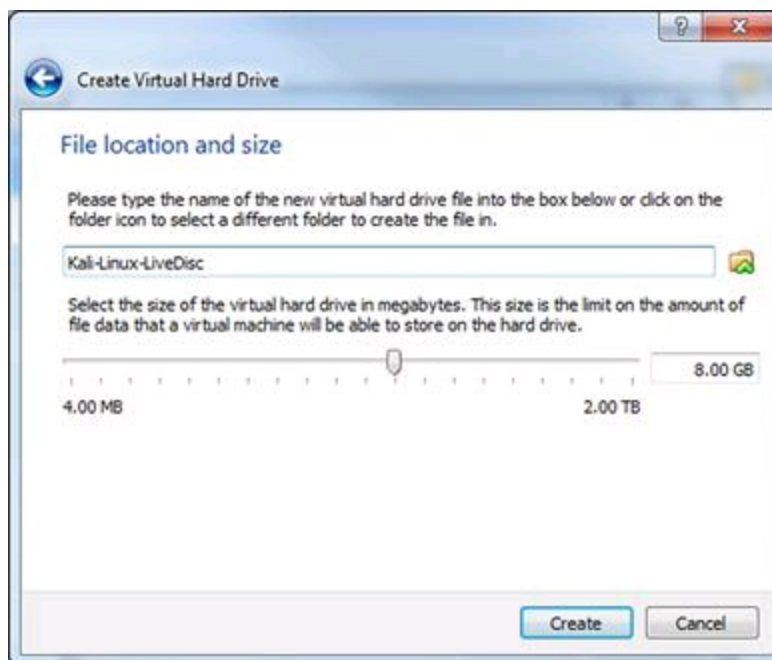 ?
Create Virtual Hard Drive
File location and size
Please type the name of the new virtual hard drive file into the box below or click on the
folder icon to select a different folder to create the file in.
Kali-Linux-LiveDisc
Select the size of the virtual hard drive in megabytes. This size is the limit on the amount of
file data that a virtual machine will be able to store on the hard drive.
8.00 GB
4.00 MB 2.00 TB
Create Cancel